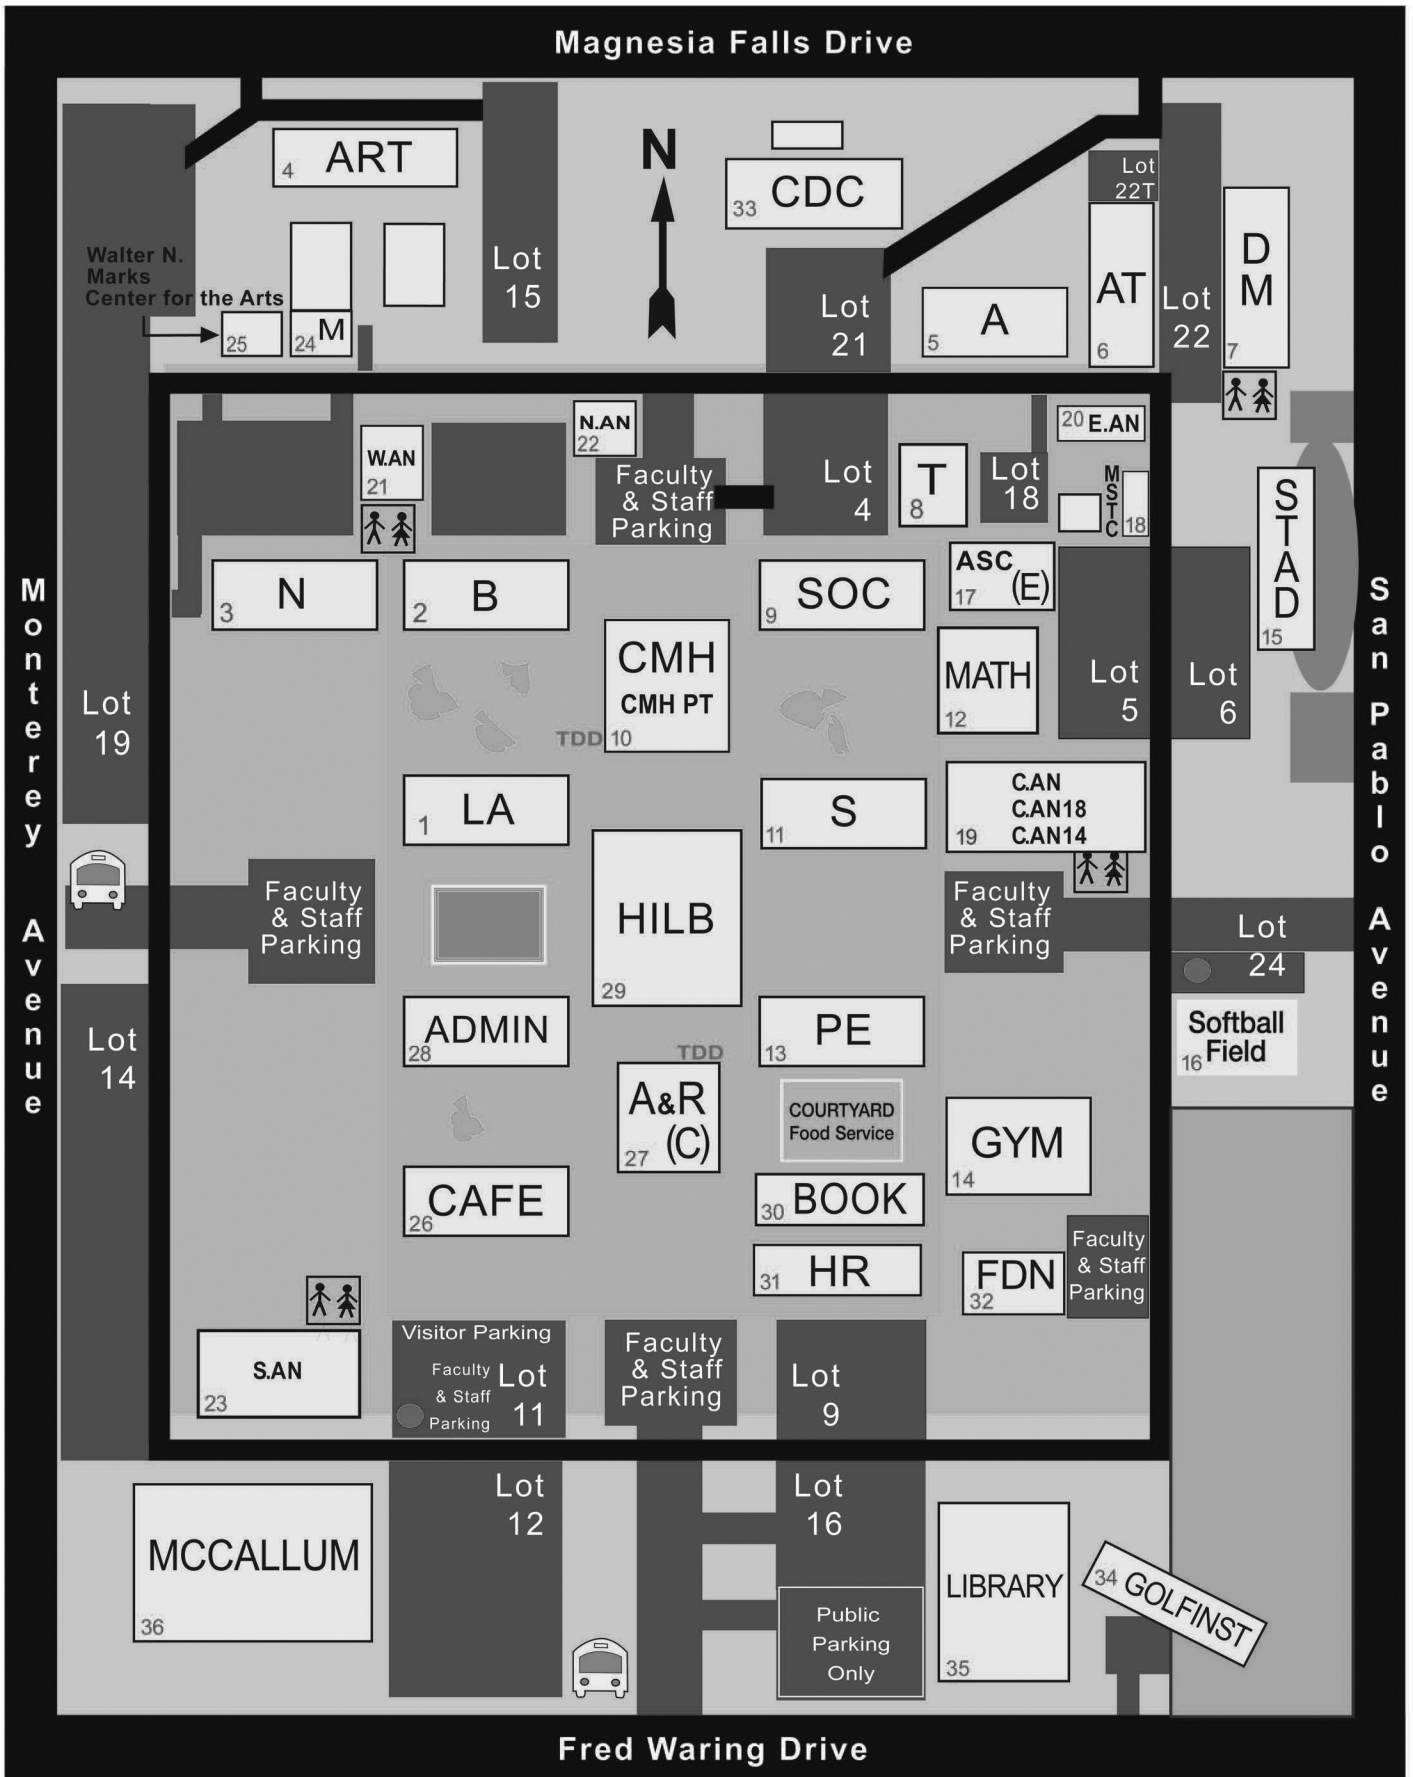 Magnesia Falls Drive
4 ART
N
33 CDC
Lot
22T
Lot
15
Walter N.
Marks
Center for the Arts
25
24 M
Lot
21
5 A
AT
6
Lot
22
D
M
7
W.AN
21
N.AN
22
Faculty
& Staff
Parking
Lot
4
T
8
Lot
18
20 E.AN
MSTC
18
STAD
15
3 N
2 B
9 SOC
ASC
17 (E)
CMH
CMH PT
TDD 10
MATH
12
Lot
5
Lot
6
Lot
19
Monterey Avenue
San Pablo Avenue
1 LA
11 S
C.AN
C.AN18
19 C.AN14
Faculty
& Staff
Parking
HILB
29
Faculty
& Staff
Parking
Lot
24
Softball
Field
16
Lot
14
ADMIN
28
PE
13
TDD
A&R
27 (C)
COURTYARD
Food Service
GYM
14
CAFE
26
30 BOOK
31 HR
FDN
32
Faculty
& Staff
Parking
S.AN
23
Visitor Parking
Faculty
& Staff
Parking
Lot
11
Faculty
& Staff
Parking
Lot
9
MCCALLUM
36
Lot
12
Lot
16
Public
Parking
Only
LIBRARY
35
34 GOLFINST
Fred Waring Drive